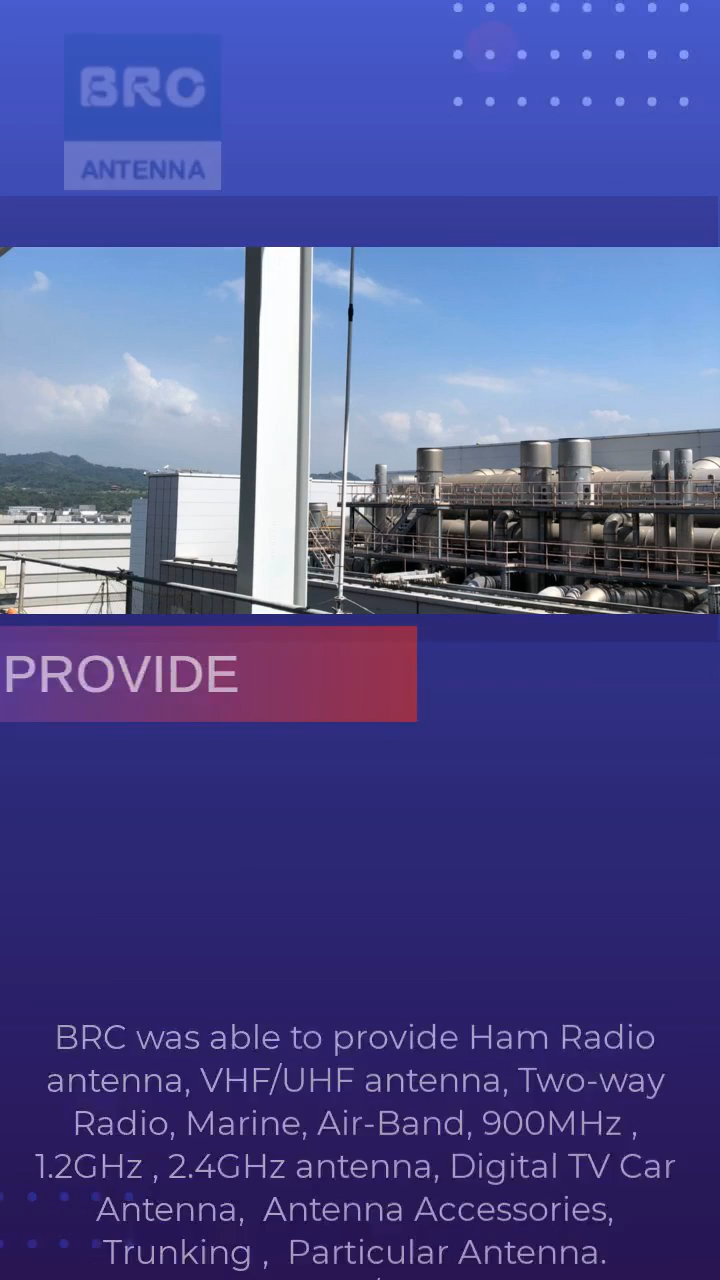 BRC
ANTENNA
PROVIDE
BRC was able to provide Ham Radio
antenna, VHF/UHF antenna, Two-way
Radio, Marine, Air-Band, 900MHz ,
1.2GHz , 2.4GHz antenna, Digital TV Car
Antenna,  Antenna Accessories,
Trunking ,  Particular Antenna.